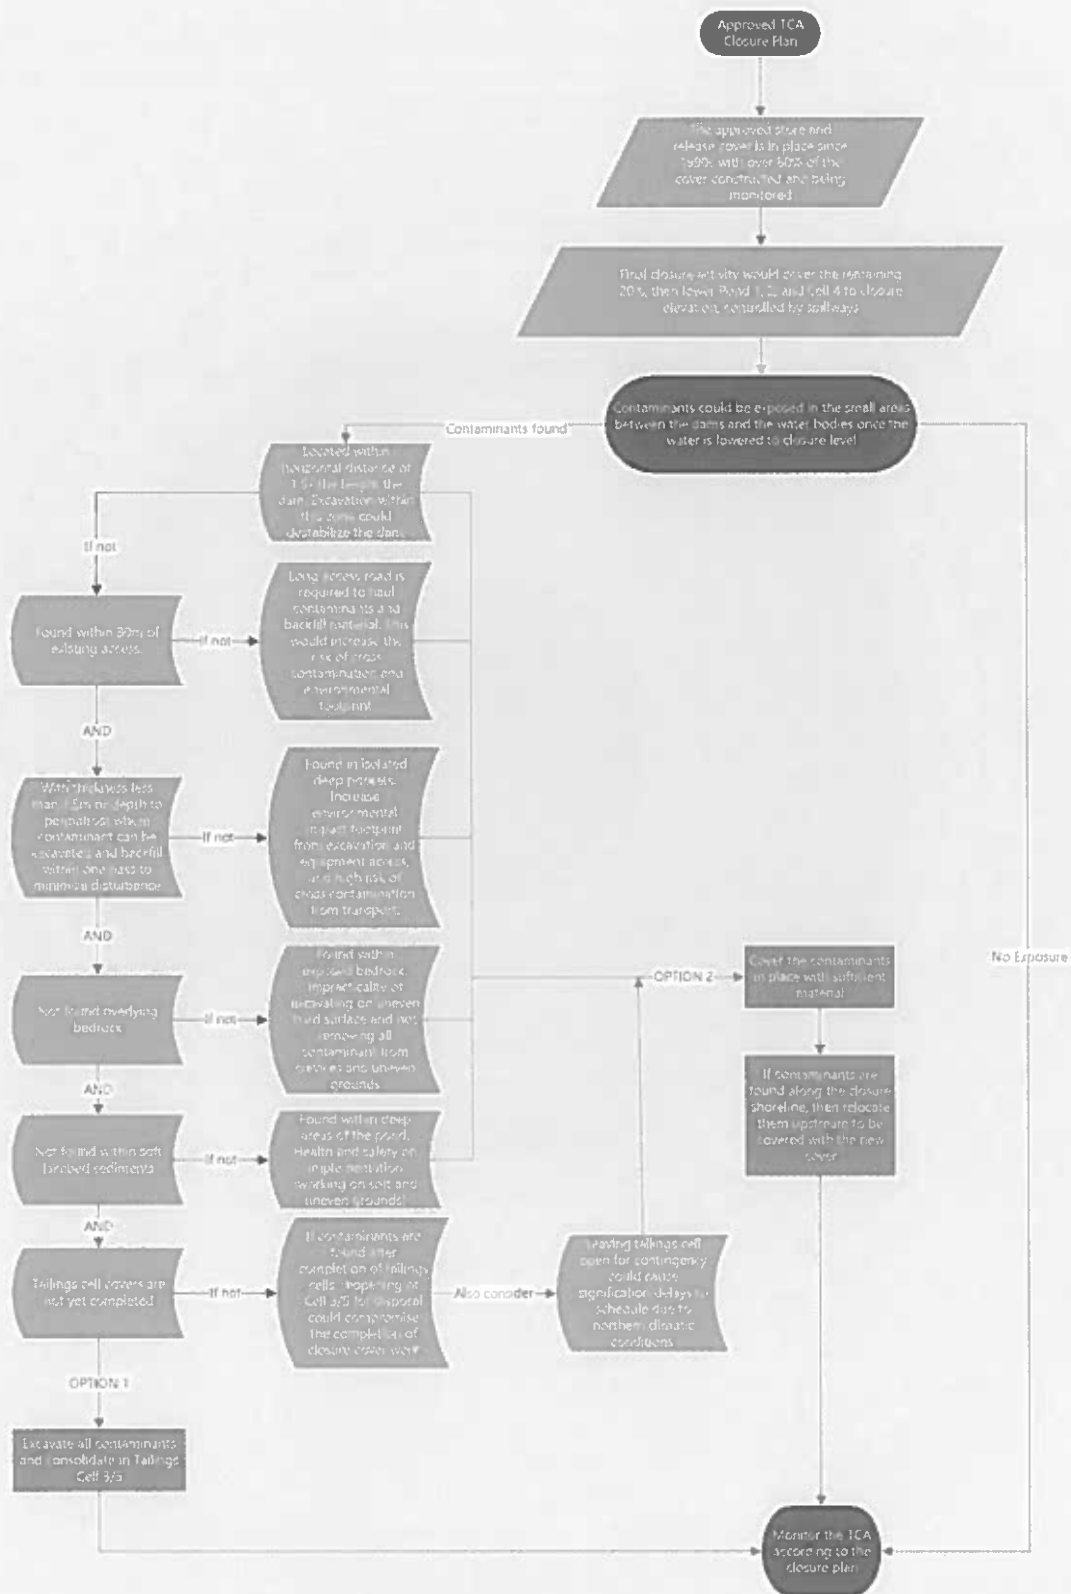 Approved TCA
Closure Plan
The approved store and
release cover is in place since
1990s with over 80% of the
cover constructed and being
monitored
Final closure activity would cover the remaining
20%, then lower Pond 1, 2, and Cell 4 to closure
elevation, controlled by spillways
Contaminants could be exposed in the small areas
between the dams and the water bodies once the
water is lowered to closure level
Contaminants found
No Exposure
Located within
horizontal distance of
the the
dam. Excavation within
this zone could
destabilize the dam.
If not
Found within 30m of
existing access.
If not
Long access road is
required to haul
contaminants and
backfill material. This
would increase the
risk of cross
contamination and
environmental
footprint
AND
With thickness less
than 1.5m or depth to
permafrost where
contaminant can be
excavated and backfill
within one pass to
minimise disturbance
If not
Found in isolated
deep pockets.
Increase
environmental
impact footprint
from excavation and
equipment access,
and high risk of
cross contamination
from transport.
AND
Not found overlying
bedrock
If not
Found within
exposed bedrock.
Impracticality of
excavating on uneven
hard surface and not
removing all
contaminant from
crevices and uneven
grounds
OPTION 2
Cover the contaminants
in place with sufficient
material
If contaminants are
found along the closure
shoreline, then relocate
them upstream to be
covered with the new
cover
AND
Not found within soft
lakebed sediments
If not
Found within deep
areas of the pond.
Health and safety on
implementation
working on soft and
uneven grounds.
AND
Tailings cell covers are
not yet completed
If not
If contaminants are
found after
completion of tailings
cells, reopening of
Cell 3/5 for disposal
could compromise
the completion of
closure cover work
Also consider
Leaving tailings cell
open for contingency
could cause
signification delays to
schedule due to
northern climatic
conditions
OPTION 1
Excavate all contaminants
and consolidate in Tailings
Cell 3/5
Monitor the TCA
according to the
closure plan